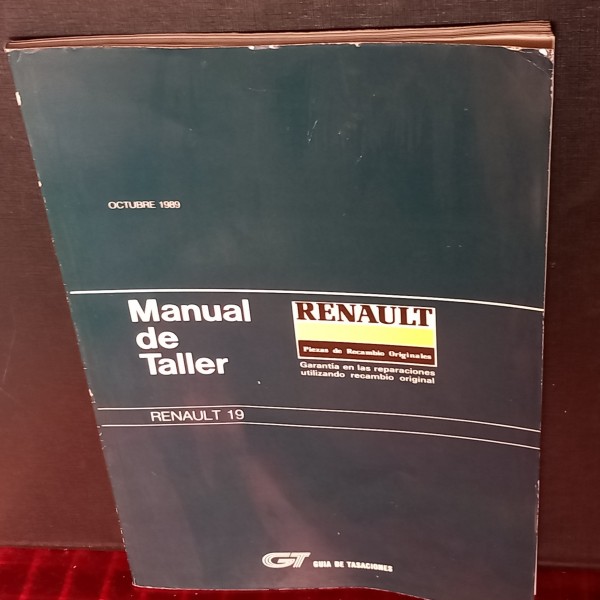 OCTUBRE 1989
Manual
de
Taller
RENAULT
Piezas de Recambio Originales
Garantía en las reparaciones
utilizando recambio original
RENAULT 19
GT GUIA DE TASACIONES